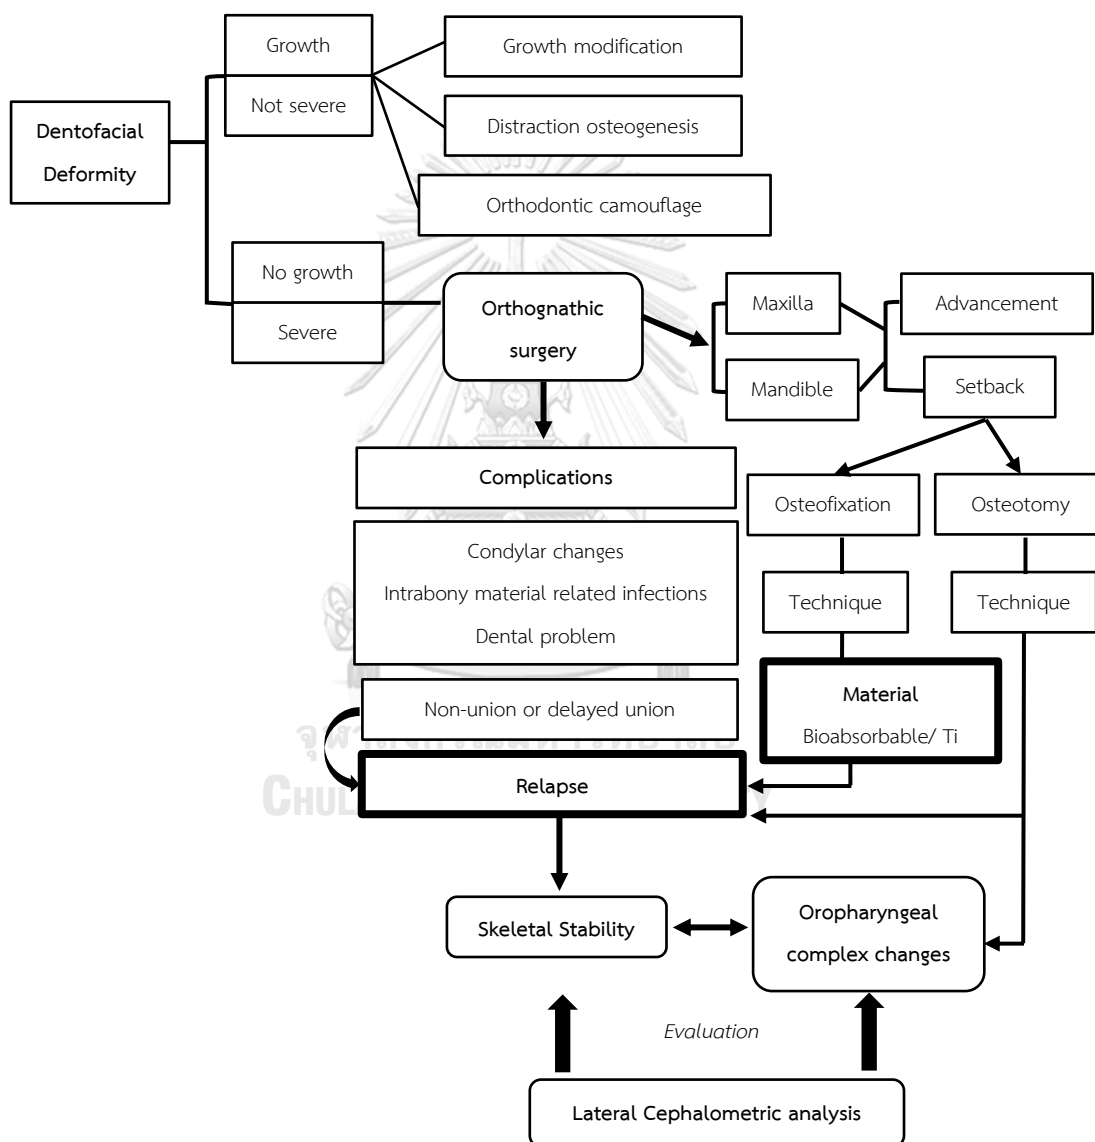 Growth
Not severe
Growth modification
Dentofacial
Deformity
Distraction osteogenesis
Orthodontic camouflage
No growth
Severe
Orthognathic
surgery
Maxilla
Mandible
Advancement
Setback
Complications
Osteofixation
Osteotomy
Condylar changes
Intrabony material related infections
Dental problem
Technique
Technique
Material
Bioabsorbable/ Ti
Non-union or delayed union
Relapse
Skeletal Stability
Oropharyngeal
complex changes
Evaluation
Lateral Cephalometric analysis